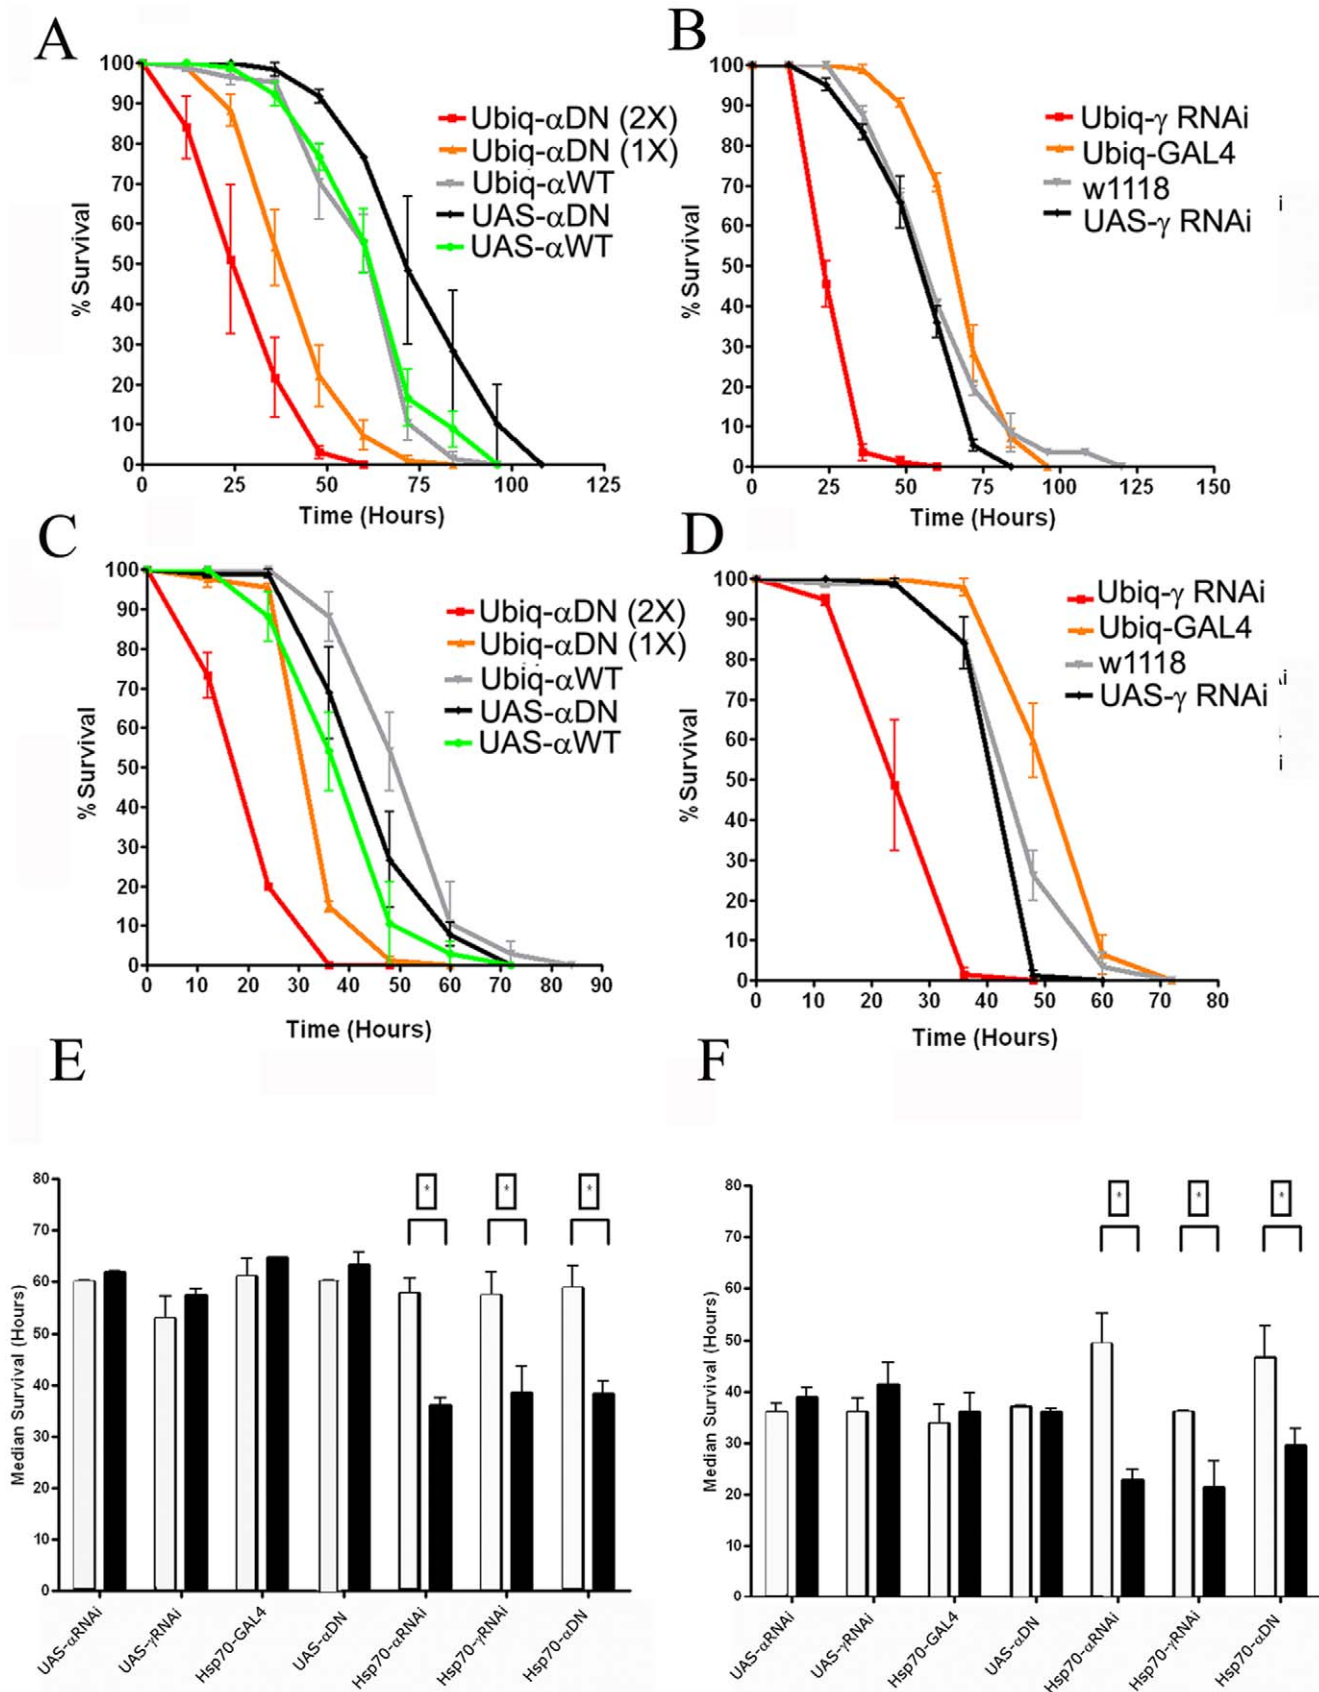 A
100
90
80
70
60
50
40
30
20
10
0
% Survival
0 25 50 75 100 125
Time (Hours)
Ubiq-αDN (2X)
Ubiq-αDN (1X)
Ubiq-αWT
UAS-αDN
UAS-αWT
B
100
90
80
70
60
50
40
30
20
10
0
% Survival
0 25 50 75 100 125 150
Time (Hours)
Ubiq-γ RNAi
Ubiq-GAL4
w1118
UAS-γ RNAi
i
C
100
90
80
70
60
50
40
30
20
10
0
% Survival
0 10 20 30 40 50 60 70 80 90
Time (Hours)
Ubiq-αDN (2X)
Ubiq-αDN (1X)
Ubiq-αWT
UAS-αDN
UAS-αWT
D
100
90
80
70
60
50
40
30
20
10
0
% Survival
0 10 20 30 40 50 60 70 80
Time (Hours)
Ubiq-γ RNAi
Ubiq-GAL4
w1118
UAS-γ RNAi
i
i
E
80
70
60
50
40
30
20
10
0
Median Survival (Hours)
* * *
UAS-αRNAi
UAS-γRNAi
Hsp70-GAL4
UAS-αDN
Hsp70-αRNAi
Hsp70-γRNAi
Hsp70-αDN
F
80
70
60
50
40
30
20
10
0
Median Survival (Hours)
* * *
UAS-αRNAi
UAS-γRNAi
Hsp70-GAL4
UAS-αDN
Hsp70-αRNAi
Hsp70-γRNAi
Hsp70-αDN